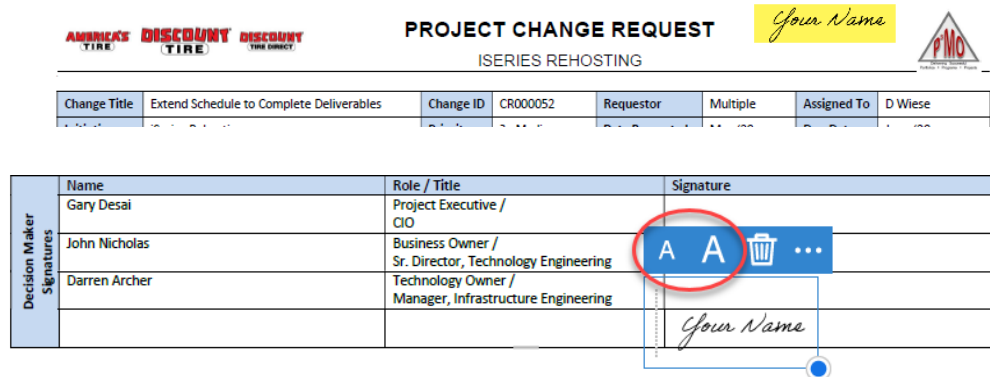 Your Name
PROJECT CHANGE REQUEST
AMERICA'S TIRE DISCOUNT TIRE DISCOUNT TIRE DIRECT
P3MO
ISERIES REHOSTING
Change Title Extend Schedule to Complete Deliverables Change ID CR000052 Requestor Multiple Assigned To D Wiese
Name Role / Title Signature
Decision Maker Signatures
Gary Desai Project Executive /
CIO
John Nicholas Business Owner /
Sr. Director, Technology Engineering
A A
Darren Archer Technology Owner /
Manager, Infrastructure Engineering
Your Name